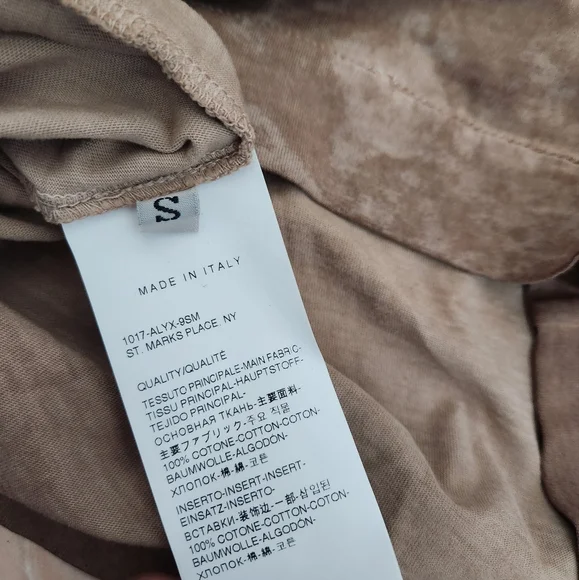 S
MADE IN ITALY
1017-ALYX-9SM
ST. MARKS PLACE. NY
QUALITY/QUALITÉ
TESSUTO PRINCIPALE-MAIN FABRIC-
TISSU PRINCIPAL-HAUPTSTOFF-
TEJIDO PRINCIPAL-
ОСНОВНАЯ ТКАНЬ-主要面料-
主要ファブリック-주요 직물
100% COTONE-COTTON-COTON-
BAUMWOLLE-ALGODON-
ХЛОПОК-棉-綿-코튼
INSERTO-INSERT-INSERT-
EINSATZ-INSERTO-
ВСТАВКИ-装饰边-一部-삽입된
100% COTONE-COTTON-COTON-
BAUMWOLLE-ALGODÓN-
ХЛОПОК-棉-綿-코튼